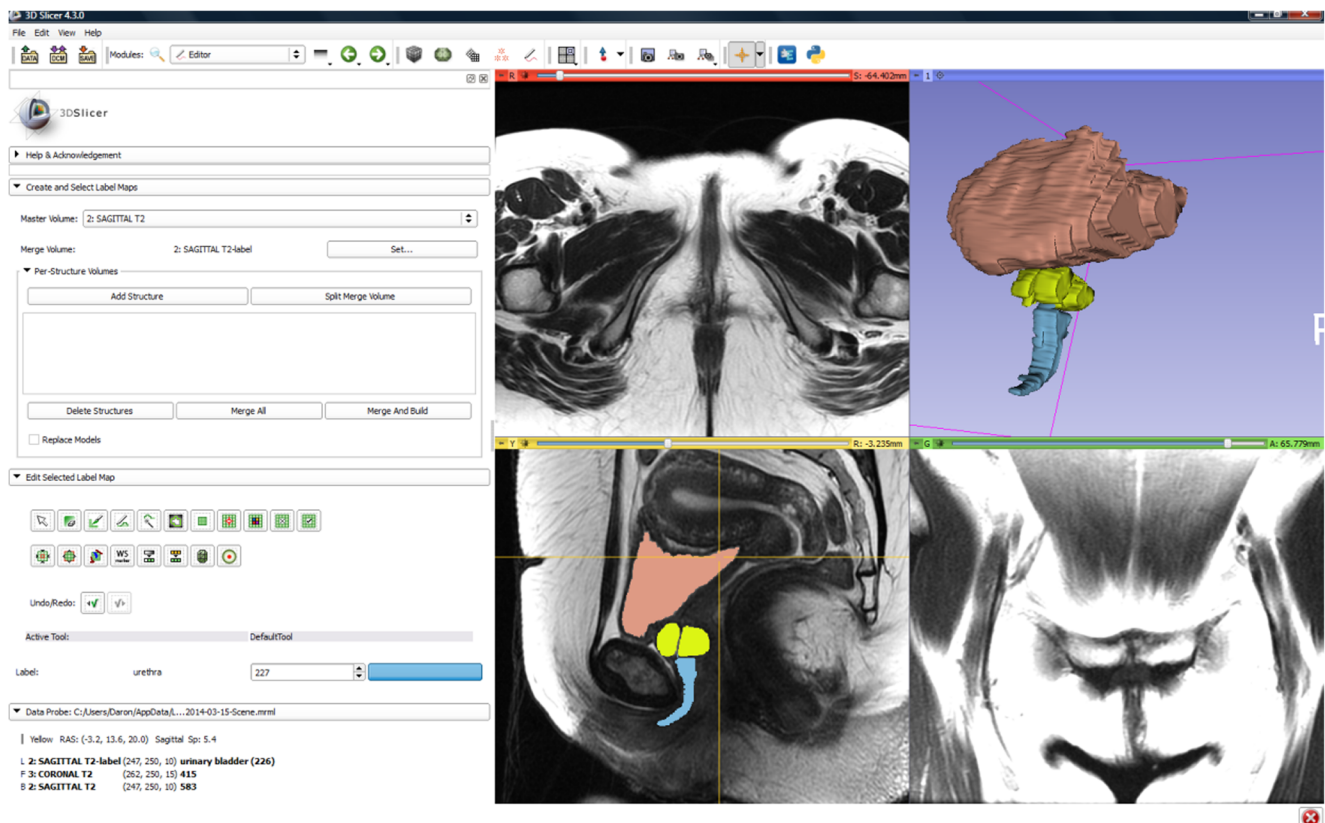 3D Slicer 4.3.0
File Edit View Help
DATA DCM SAVE Modules: Editor
R S: -64.402mm 1
3DSlicer
Help & Acknowledgement
Create and Select Label Maps
Master Volume: 2: SAGITTAL T2
Merge Volume: 2: SAGITTAL T2-label Set...
Per-Structure Volumes
Add Structure Split Merge Volume
Delete Structures Merge All Merge And Build
Y R: -3.235mm G A: 65.779mm
Replace Models
Edit Selected Label Map
WS
Undo/Redo:
Active Tool: DefaultTool
Label: urethra 227
Data Probe: C:/Users/Daron/AppData/L...2014-03-15-Scene.mrml
Yellow RAS: (-3.2, 13.6, 20.0) Sagittal Sp: 5.4
L 2: SAGITTAL T2-label (247, 250, 10) urinary bladder (226)
F 3: CORONAL T2 (262, 250, 15) 415
B 2: SAGITTAL T2 (247, 250, 10) 583